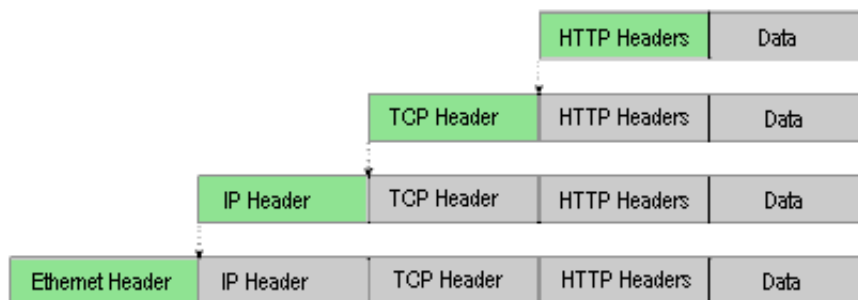 HTTP Headers Data
TCP Header HTTP Headers Data
IP Header TCP Header HTTP Headers Data
Ethernet Header IP Header TCP Header HTTP Headers Data